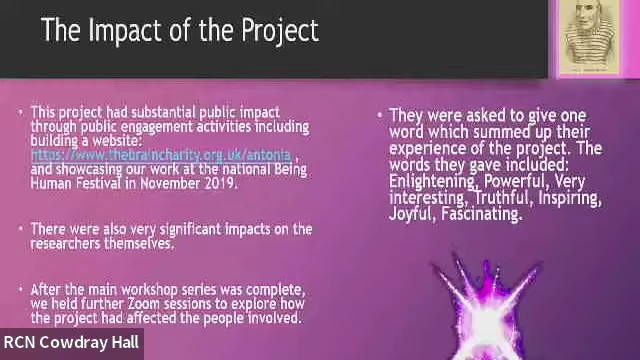 The Impact of the Project
• This project had substantial public impact
through public engagement activities including
building a website:
https://www.thebraincharity.org.uk/antonia ,
and showcasing our work at the national Being
Human Festival in November 2019.
• There were also very significant impacts on the
researchers themselves.
• After the main workshop series was complete,
we held further Zoom sessions to explore how
the project had affected the people involved.
• They were asked to give one
word which summed up their
experience of the project. The
words they gave included:
Enlightening, Powerful, Very
interesting, Truthful, Inspiring,
Joyful, Fascinating.
RCN Cowdray Hall